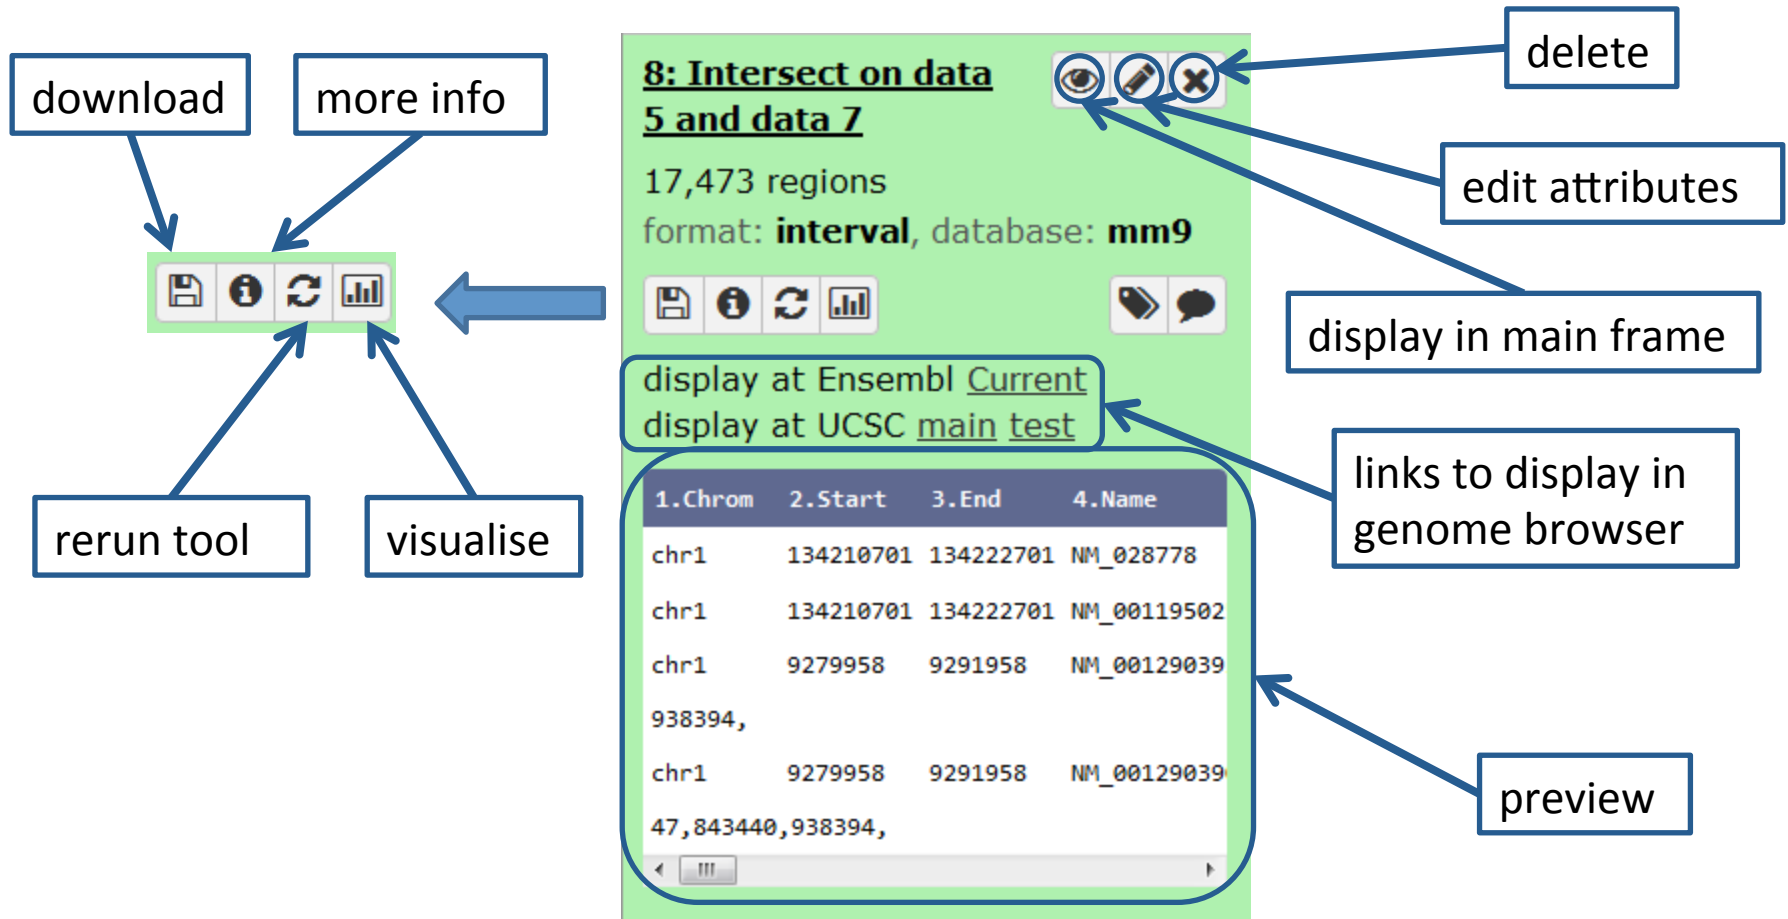 download
more info
rerun tool
visualise
8: Intersect on data
5 and data 7
17,473 regions
format: interval, database: mm9
display at Ensembl Current
display at UCSC main test
1.Chrom 2.Start 3.End 4.Name
chr1 134210701 134222701 NM_028778
chr1 134210701 134222701 NM_00119502
chr1 9279958 9291958 NM_00129039
938394,
chr1 9279958 9291958 NM_001290390
47,843440,938394,
delete
edit attributes
display in main frame
links to display in
genome browser
preview